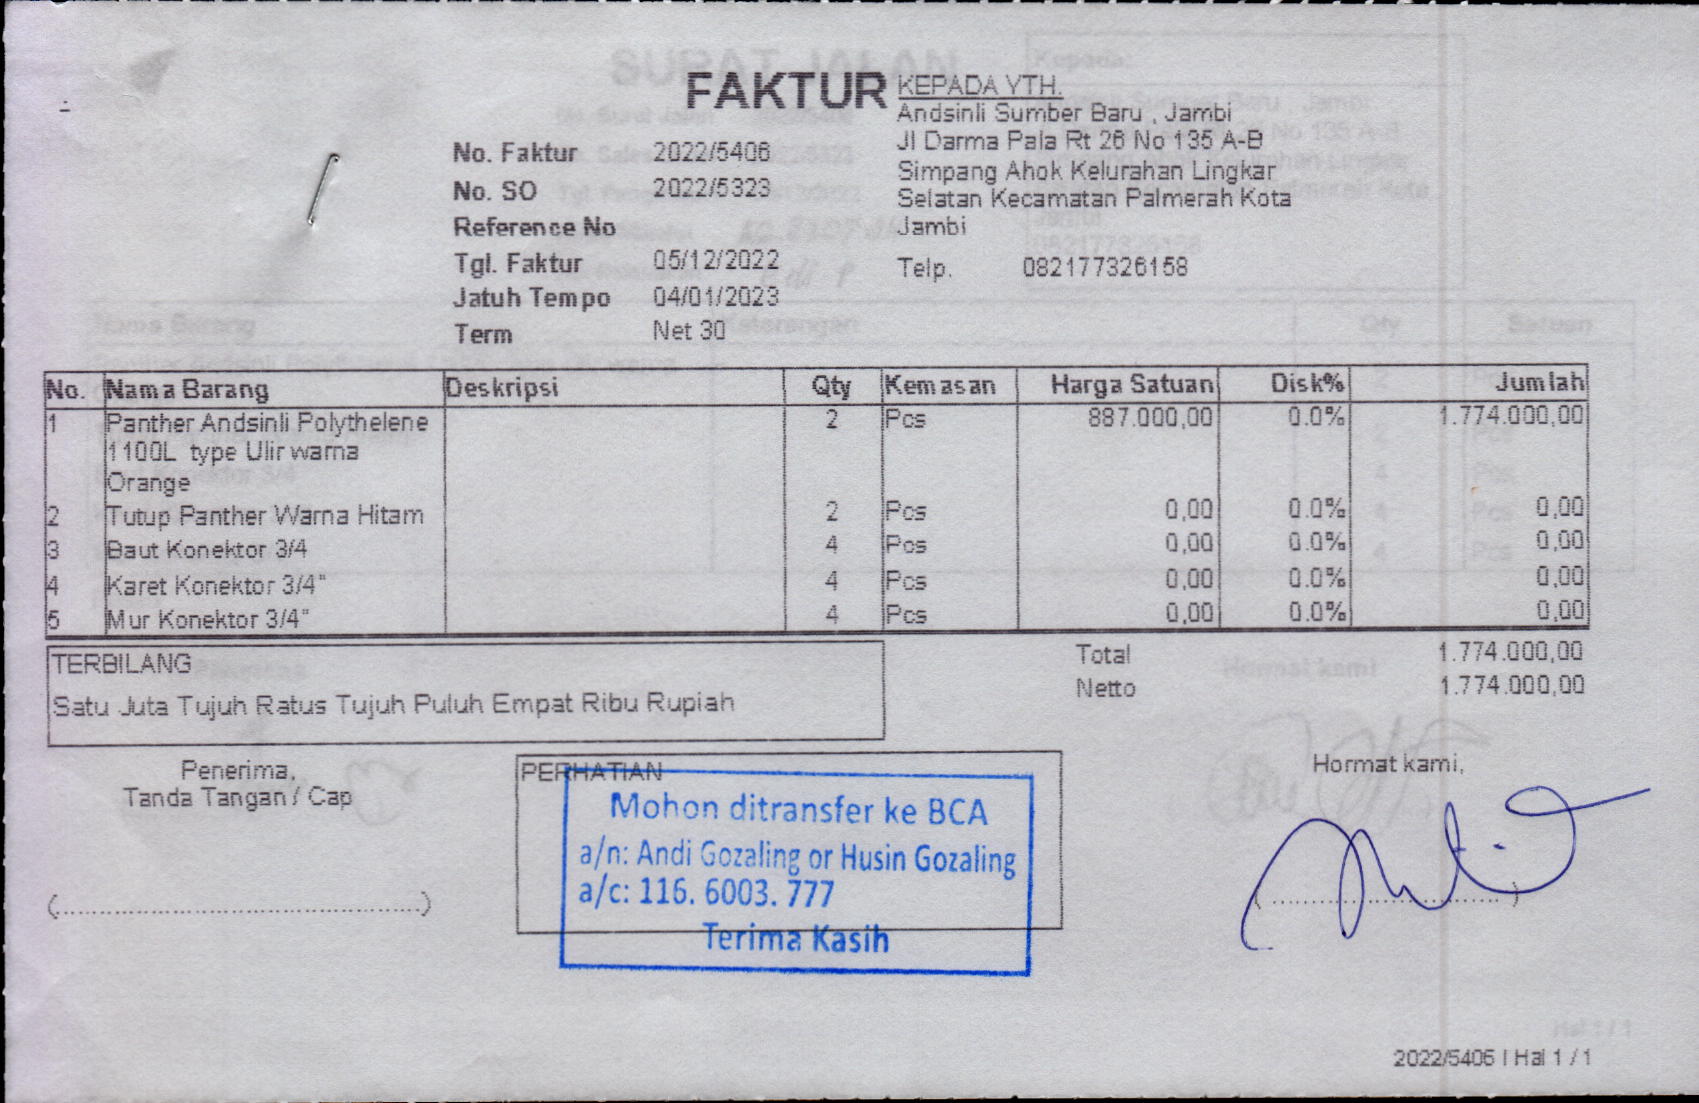 FAKTUR
KEPADA YTH.
Andsinli Sumber Baru , Jambi
Jl Darma Pala Rt 26 No 135 A-B
Simpang Ahok Kelurahan Lingkar
Selatan Kecamatan Palmerah Kota
Jambi
Telp. 082177326158
No. Faktur 2022/5406
No. SO 2022/5323
Reference No
Tgl. Faktur 05/12/2022
Jatuh Tempo 04/01/2023
Term Net 30
No. Nama Barang Deskripsi Qty Kemasan Harga Satuan Disk% Jumlah
1 Panther Andsinli Polythelene 2 Pcs 887.000,00 0.0% 1.774.000,00
1100L type Ulir warna
Orange
2 Tutup Panther Warna Hitam 2 Pcs 0,00 0.0% 0,00
3 Baut Konektor 3/4 4 Pcs 0,00 0.0% 0,00
4 Karet Konektor 3/4" 4 Pcs 0,00 0.0% 0,00
5 Mur Konektor 3/4" 4 Pcs 0,00 0.0% 0,00
TERBILANG
Satu Juta Tujuh Ratus Tujuh Puluh Empat Ribu Rupiah
Total 1.774.000,00
Netto 1.774.000,00
Penerima,
Tanda Tangan / Cap
(......................................................)
PERHATIAN
Mohon ditransfer ke BCA
a/n: Andi Gozaling or Husin Gozaling
a/c: 116. 6003. 777
Terima Kasih
Hormat kami,
(......................................)
2022/5406 | Hal 1 / 1